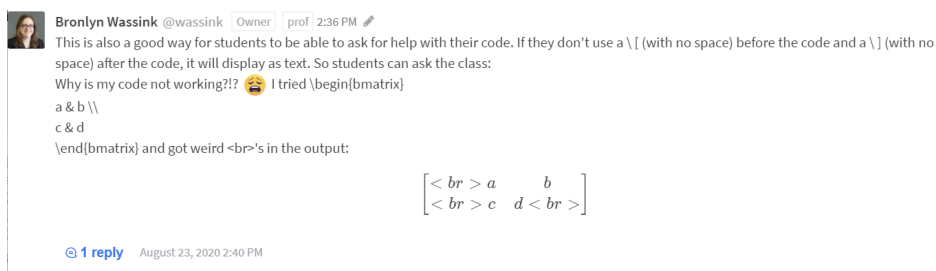 Bronlyn Wassink @wassink Owner prof 2:36 PM
This is also a good way for students to be able to ask for help with their code. If they don't use a \ [ (with no space) before the code and a \ ] (with no
space) after the code, it will display as text. So students can ask the class:
Why is my code not working?!? 😩 I tried \begin{bmatrix}
a & b \\
c & d
\end{bmatrix} and got weird <br>'s in the output:
[< br > a b
< br > c d < br >]
1 reply August 23, 2020 2:40 PM